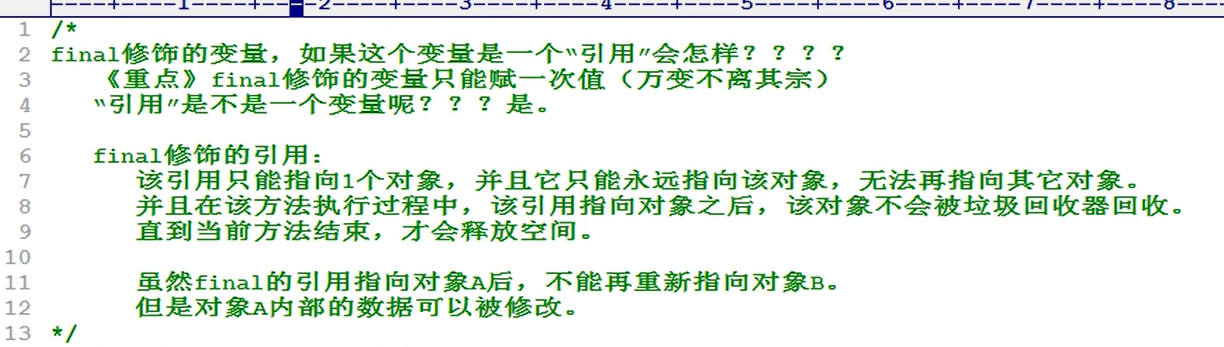 ----+----1----+----2----+----3----+----4----+----5----+----6----+----7----+----8----
1 /*
2 final修饰的变量，如果这个变量是一个“引用”会怎样？？？？
3 《重点》final修饰的变量只能赋一次值（万变不离其宗）
4 “引用”是不是一个变量呢？？？是。
5
6 final修饰的引用：
7 该引用只能指向1个对象，并且它只能永远指向该对象，无法再指向其它对象。
8 并且在该方法执行过程中，该引用指向对象之后，该对象不会被垃圾回收器回收。
9 直到当前方法结束，才会释放空间。
10
11 虽然final的引用指向对象A后，不能再重新指向对象B。
12 但是对象A内部的数据可以被修改。
13 */